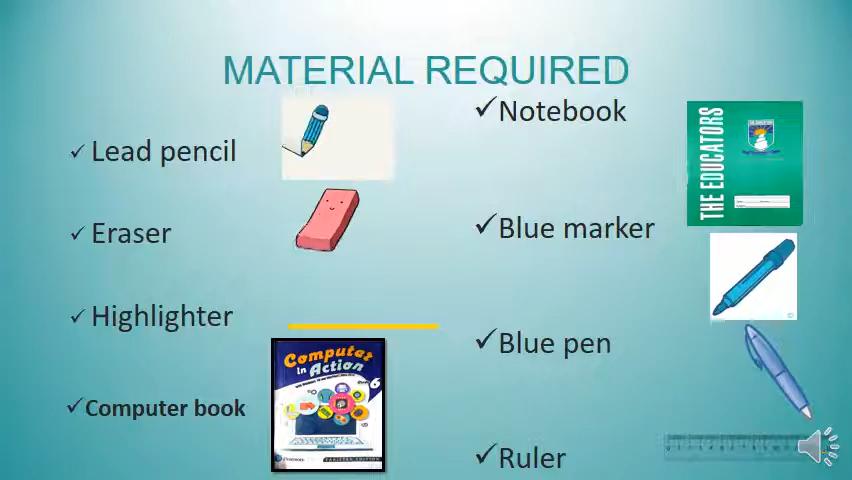 MATERIAL REQUIRED
Lead pencil
Eraser
Highlighter
Computer book
Computer
in Action
6
Notebook
Blue marker
Blue pen
Ruler
THE EDUCATORS